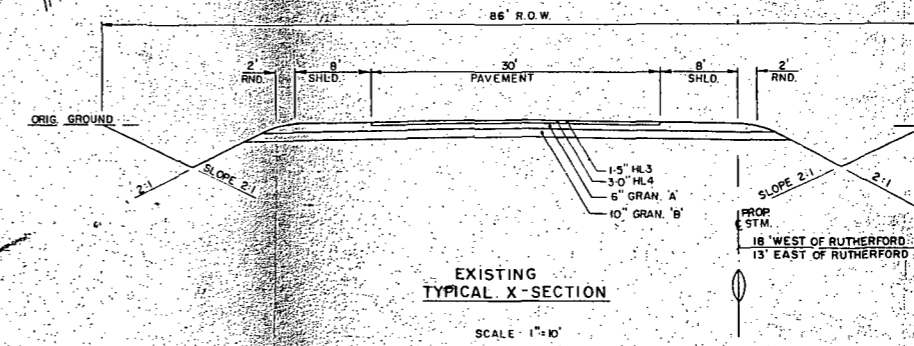 86' R.O.W.
2' RND.
8' SHLD.
30' PAVEMENT
8' SHLD.
2' RND.
ORIG. GROUND
2:1
SLOPE 2:1
SLOPE 2:1
2:1
1·5" HL3
3·0" HL4
6" GRAN. 'A'
10" GRAN. 'B'
PROP.
℄ STM.
18 'WEST OF RUTHERFORD
13' EAST OF RUTHERFORD
EXISTING
TYPICAL X-SECTION
SCALE 1"=10'